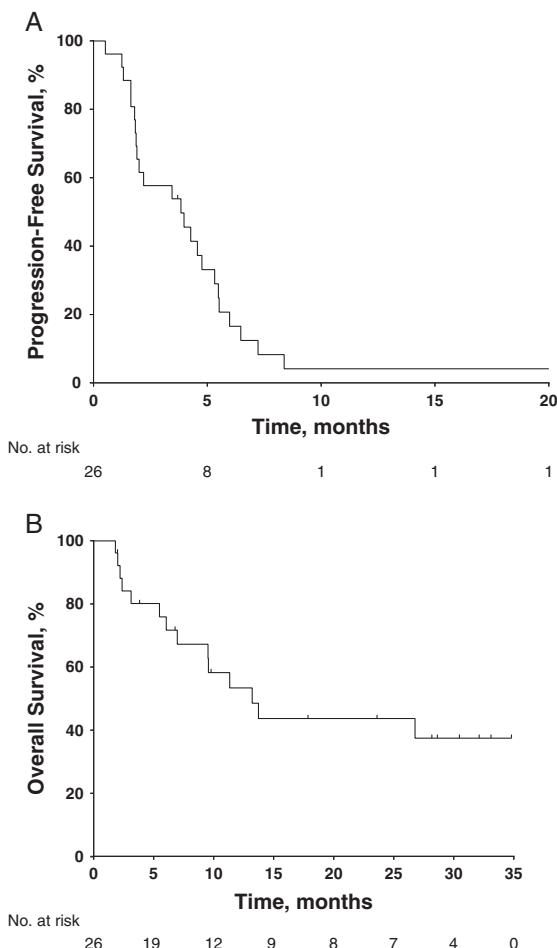 A
Progression-Free Survival, %
100
80
60
40
20
0
0 5 10 15 20
Time, months
No. at risk
26 8 1 1 1
B
Overall Survival, %
100
80
60
40
20
0
0 5 10 15 20 25 30 35
Time, months
No. at risk
26 19 12 9 8 7 4 0